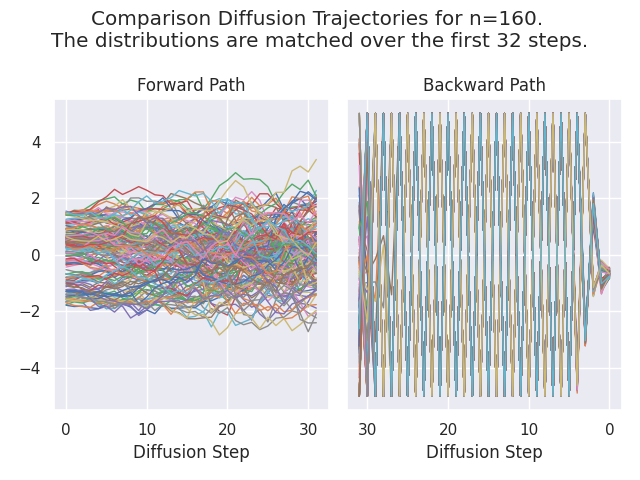 Comparison Diffusion Trajectories for n=160.
The distributions are matched over the first 32 steps.
Forward Path
Backward Path
4
2
0
−2
−4
0 10 20 30
30 20 10 0
Diffusion Step
Diffusion Step